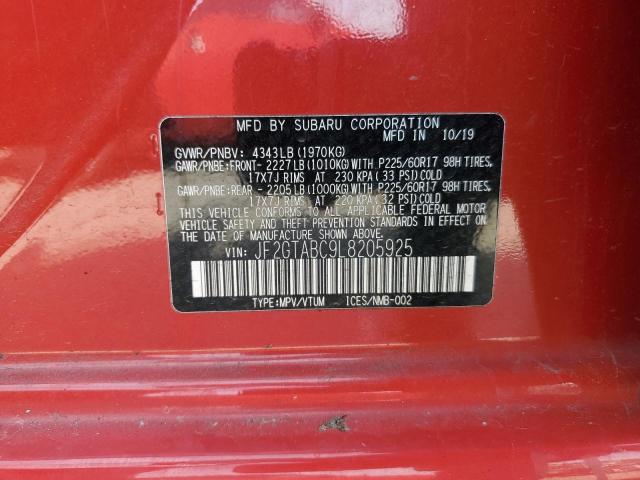 MFD BY SUBARU CORPORATION
MFD IN 10/19
GVWR/PNBV: 4343LB(1970KG)
GAWR/PNBE:FRONT-2227LB(1010KG)WITH P225/60R17 98H TIRES,
17X7J RIMS AT 230 KPA(33 PSI)COLD
GAWR/PNBE:REAR -2205LB(1000KG)WITH P225/60R17 98H TIRES,
17X7J RIMS AT 220 KPA(32 PSI)COLD
THIS VEHICLE CONFORMS TO ALL APPLICABLE FEDERAL MOTOR
VEHICLE SAFETY AND THEFT PREVENTION STANDARDS IN EFFECT ON
THE DATE OF MANUFACTURE SHOWN ABOVE.
VIN: JF2GTABC9L8205925
TYPE:MPV/VTUM ICES/NMB-002